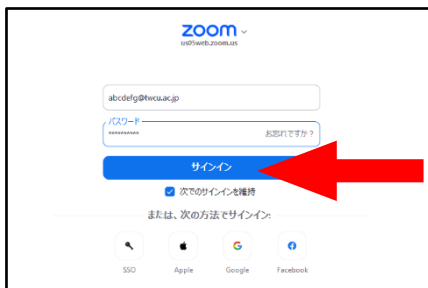 zoom
us05web.zoom.us
abcdefg@twcu.ac.jp
パスワード
**********
お忘れですか？
サインイン
次でのサインインを維持
または、次の方法でサインイン:
SSO Apple Google Facebook